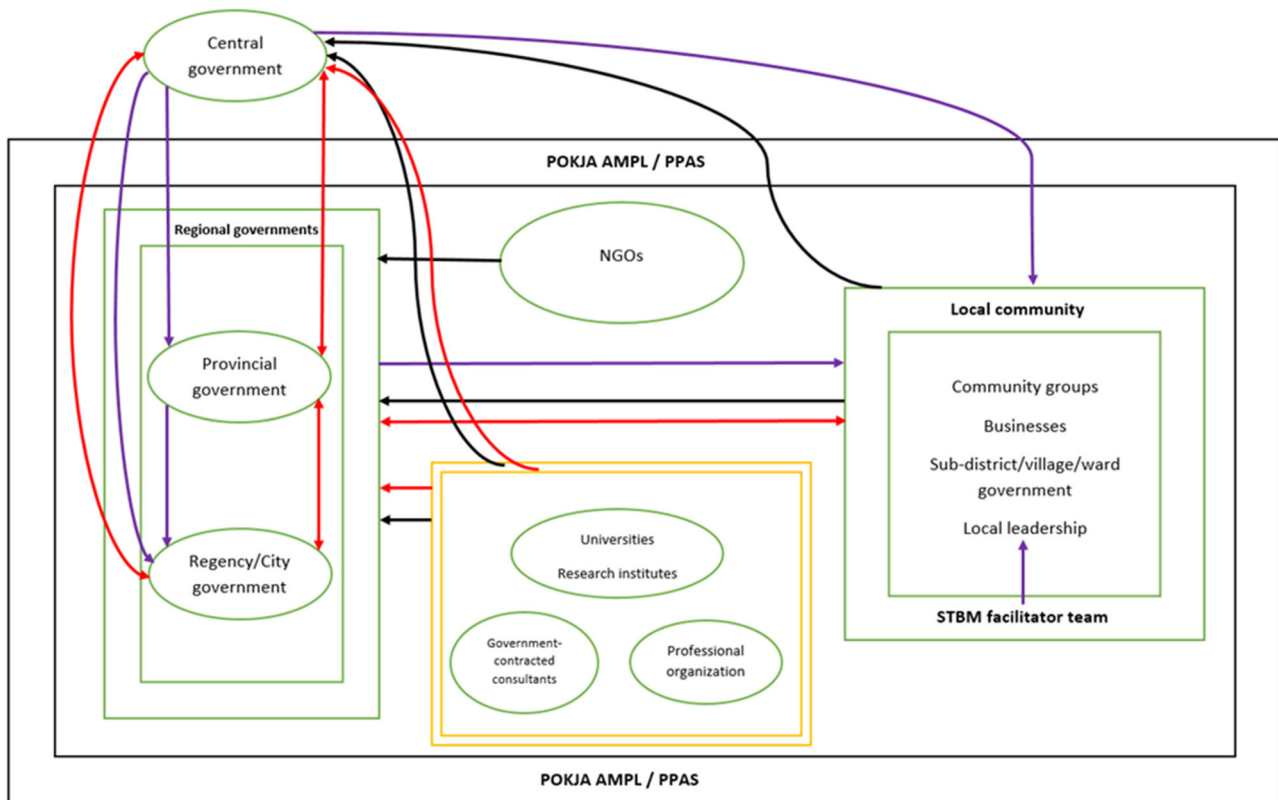 Central
government
POKJA AMPL / PPAS
Regional governments
NGOs
Local community
Provincial
government
Community groups
Businesses
Sub-district/village/ward
government
Local leadership
Universities
Research institutes
Regency/City
government
STBM facilitator team
Government-
contracted
consultants
Professional
organization
POKJA AMPL / PPAS